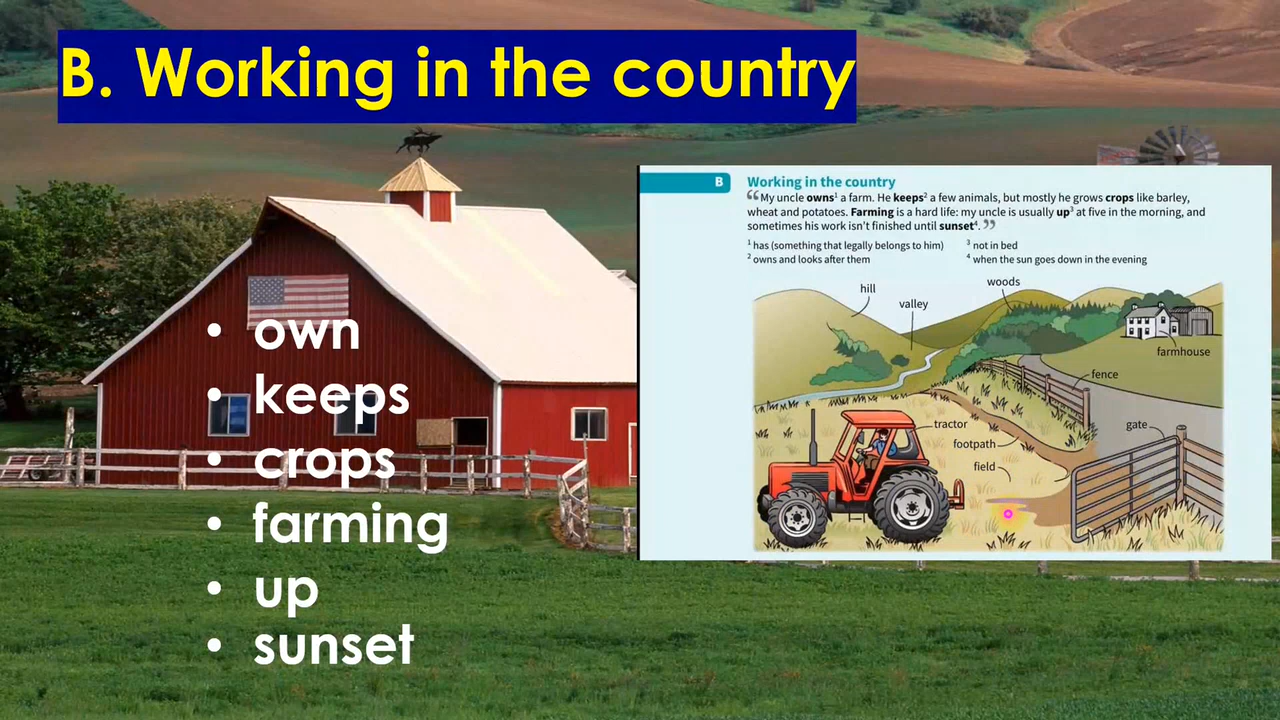 B. Working in the country
• own
• keeps
• crops
• farming
• up
• sunset
B
Working in the country
“My uncle owns¹ a farm. He keeps² a few animals, but mostly he grows crops like barley,
wheat and potatoes. Farming is a hard life: my uncle is usually up³ at five in the morning, and
sometimes his work isn't finished until sunset⁴.”
¹ has (something that legally belongs to him)
² owns and looks after them
³ not in bed
⁴ when the sun goes down in the evening
hill
valley
woods
farmhouse
fence
tractor
footpath
gate
field